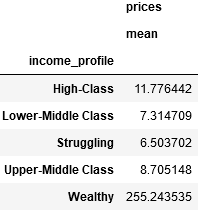 prices
mean
income_profile
High-Class 11.776442
Lower-Middle Class 7.314709
Struggling 6.503702
Upper-Middle Class 8.705148
Wealthy 255.243535